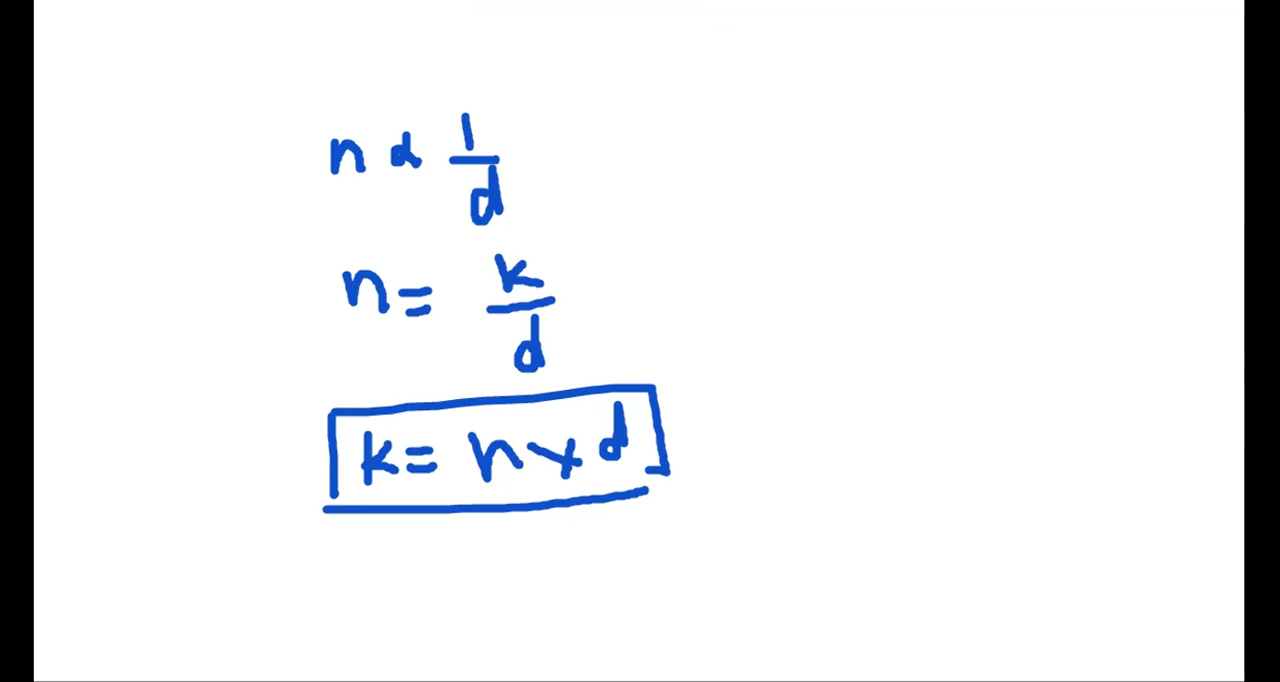 n ∝ 1/d
n = k/d
k = n × d